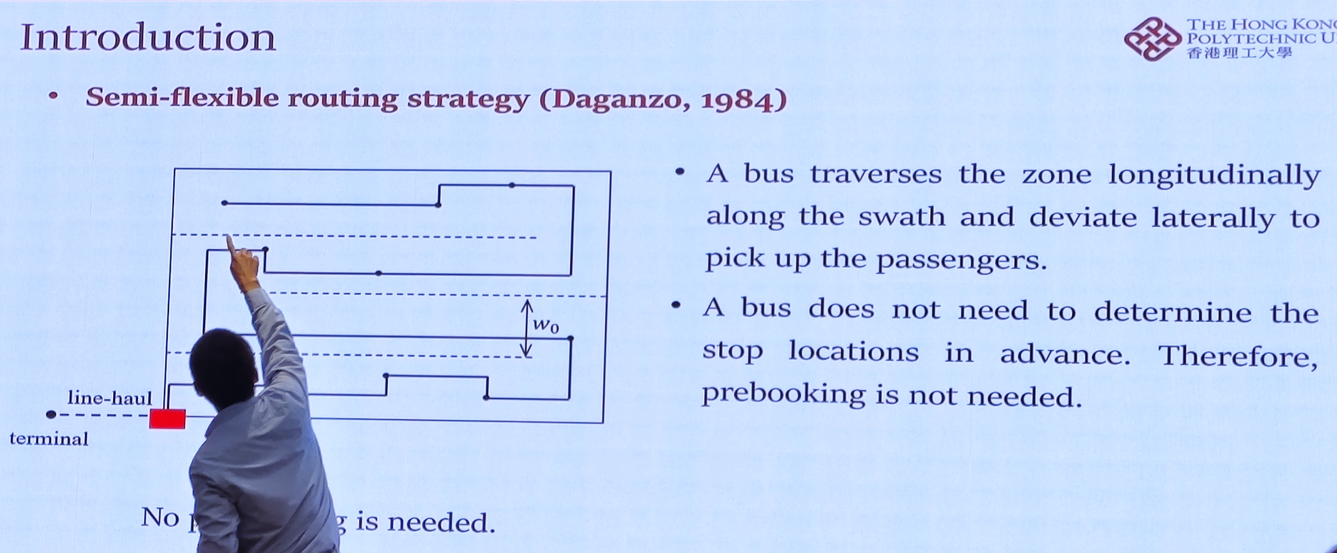 Introduction
THE HONG KONG
POLYTECHNIC U
香港理工大學
• Semi-flexible routing strategy (Daganzo, 1984)
• A bus traverses the zone longitudinally
along the swath and deviate laterally to
pick up the passengers.
• A bus does not need to determine the
stop locations in advance. Therefore,
prebooking is not needed.
w₀
line-haul
terminal
No is needed.